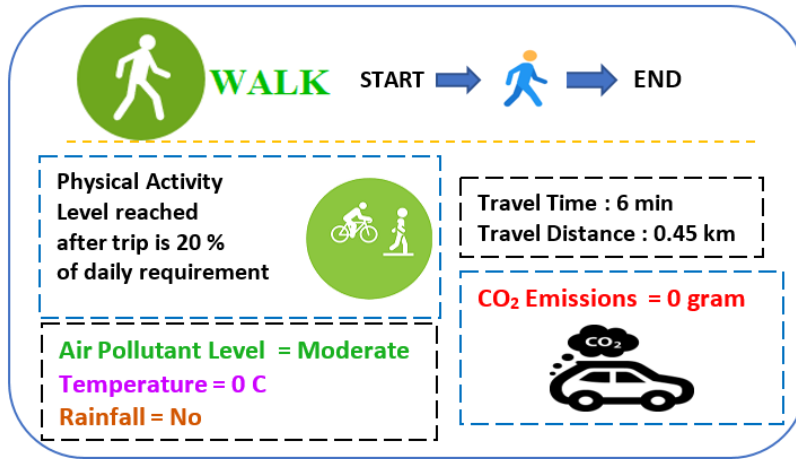 WALK START END
Physical Activity
Level reached
after trip is 20 %
of daily requirement
Travel Time : 6 min
Travel Distance : 0.45 km
CO₂ Emissions = 0 gram
CO₂
Air Pollutant Level = Moderate
Temperature = 0 C
Rainfall = No